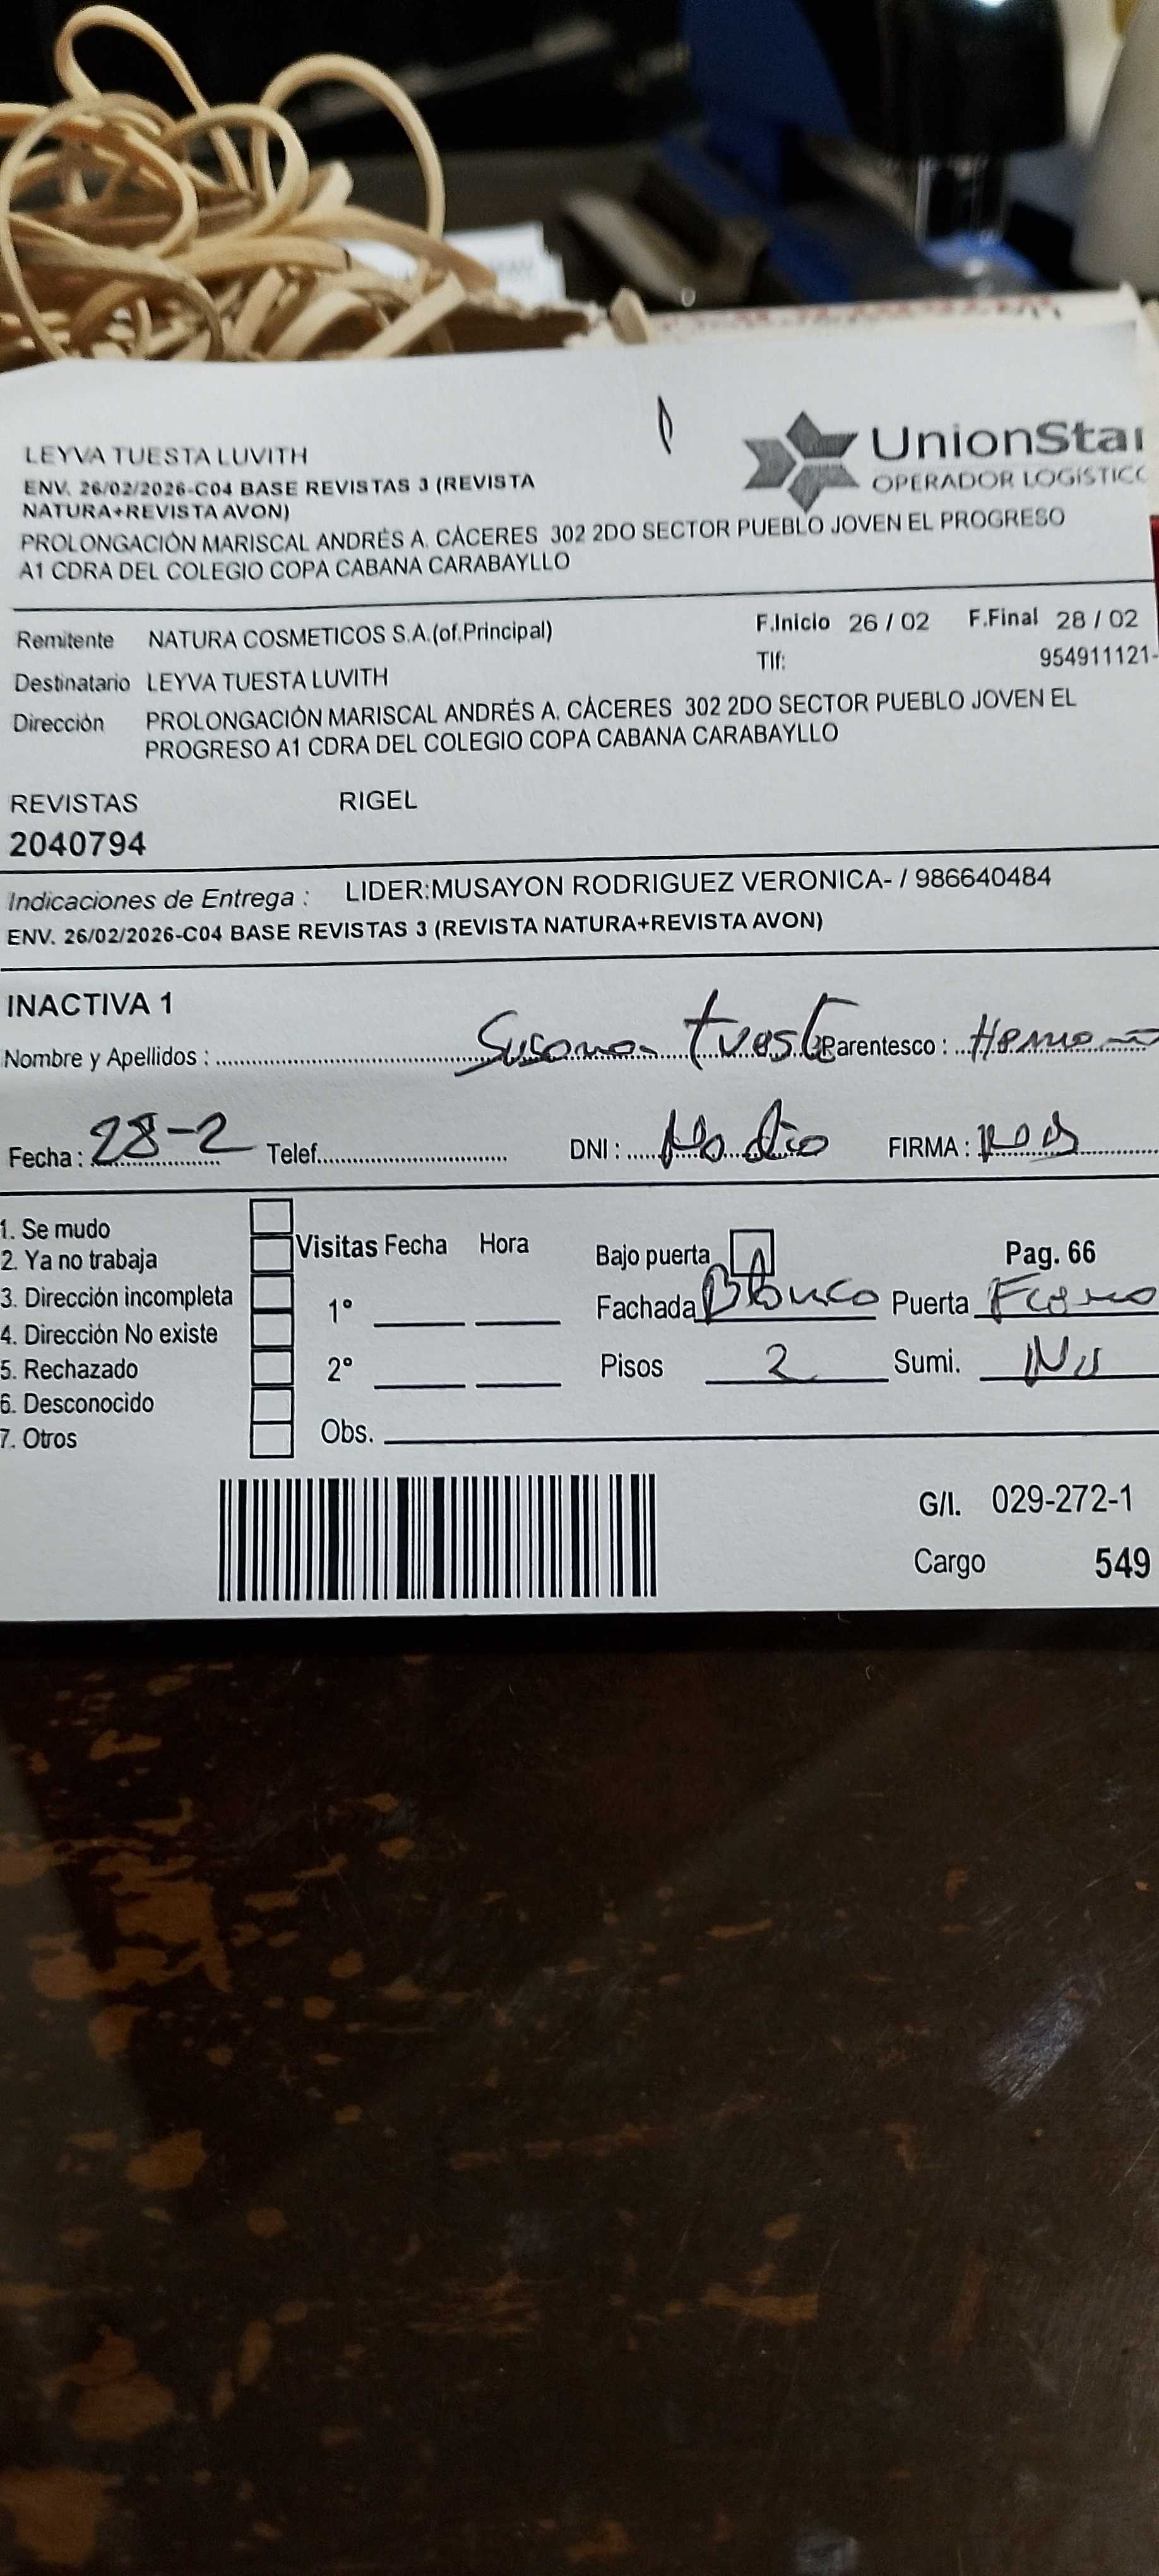 LEYVA TUESTA LUVITH
UnionStar
ENV. 26/02/2026-C04 BASE REVISTAS 3 (REVISTA
OPERADOR LOGÍSTICO
NATURA+REVISTA AVON)
PROLONGACIÓN MARISCAL ANDRÉS A. CÁCERES 302 2DO SECTOR PUEBLO JOVEN EL PROGRESO
A1 CDRA DEL COLEGIO COPA CABANA CARABAYLLO
Remitente NATURA COSMETICOS S.A.(of.Principal) F.Inicio 26 / 02 F.Final 28 / 02
Tlf: 954911121-
Destinatario LEYVA TUESTA LUVITH
Dirección PROLONGACIÓN MARISCAL ANDRÉS A. CÁCERES 302 2DO SECTOR PUEBLO JOVEN EL
PROGRESO A1 CDRA DEL COLEGIO COPA CABANA CARABAYLLO
REVISTAS RIGEL
2040794
Indicaciones de Entrega : LIDER:MUSAYON RODRIGUEZ VERONICA- / 986640484
ENV. 26/02/2026-C04 BASE REVISTAS 3 (REVISTA NATURA+REVISTA AVON)
INACTIVA 1
Nombre y Apellidos : Susana Tuesta Parentesco : Hermana
Fecha : 28-2 Telef. DNI : No dio FIRMA :
1. Se mudo
2. Ya no trabaja Visitas Fecha Hora Bajo puerta Pag. 66
3. Dirección incompleta 1° Fachada Blanco Puerta Fierro
4. Dirección No existe
5. Rechazado 2° Pisos 2 Sumi.
6. Desconocido
7. Otros Obs.
G/I. 029-272-1
Cargo 549